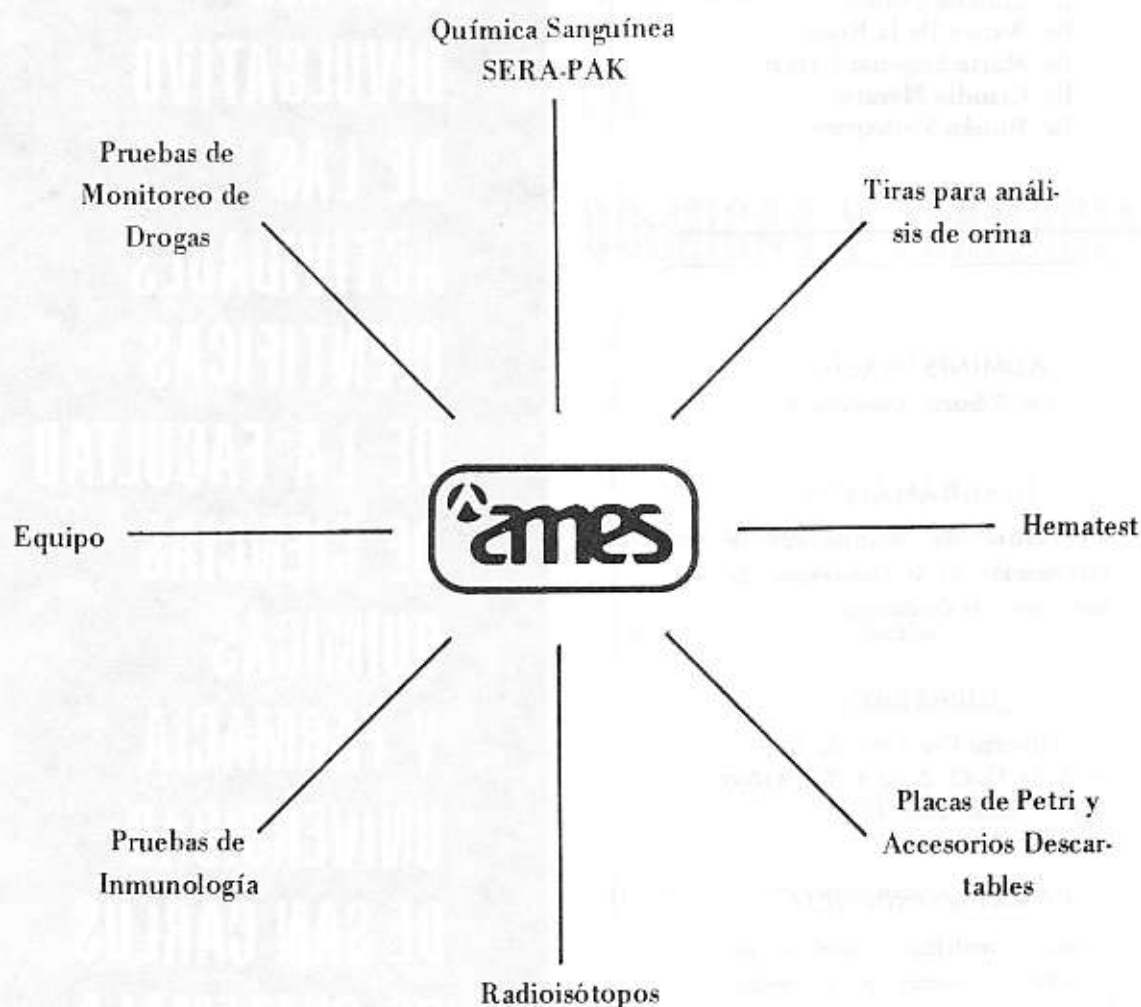 Química Sanguínea
SERA-PAK
Pruebas de
Monitoreo de
Drogas
Tiras para análi-
sis de orina
Equipo
ames
Hematest
Pruebas de
Inmunología
Placas de Petri y
Accesorios Descar-
tables
Radioisótopos